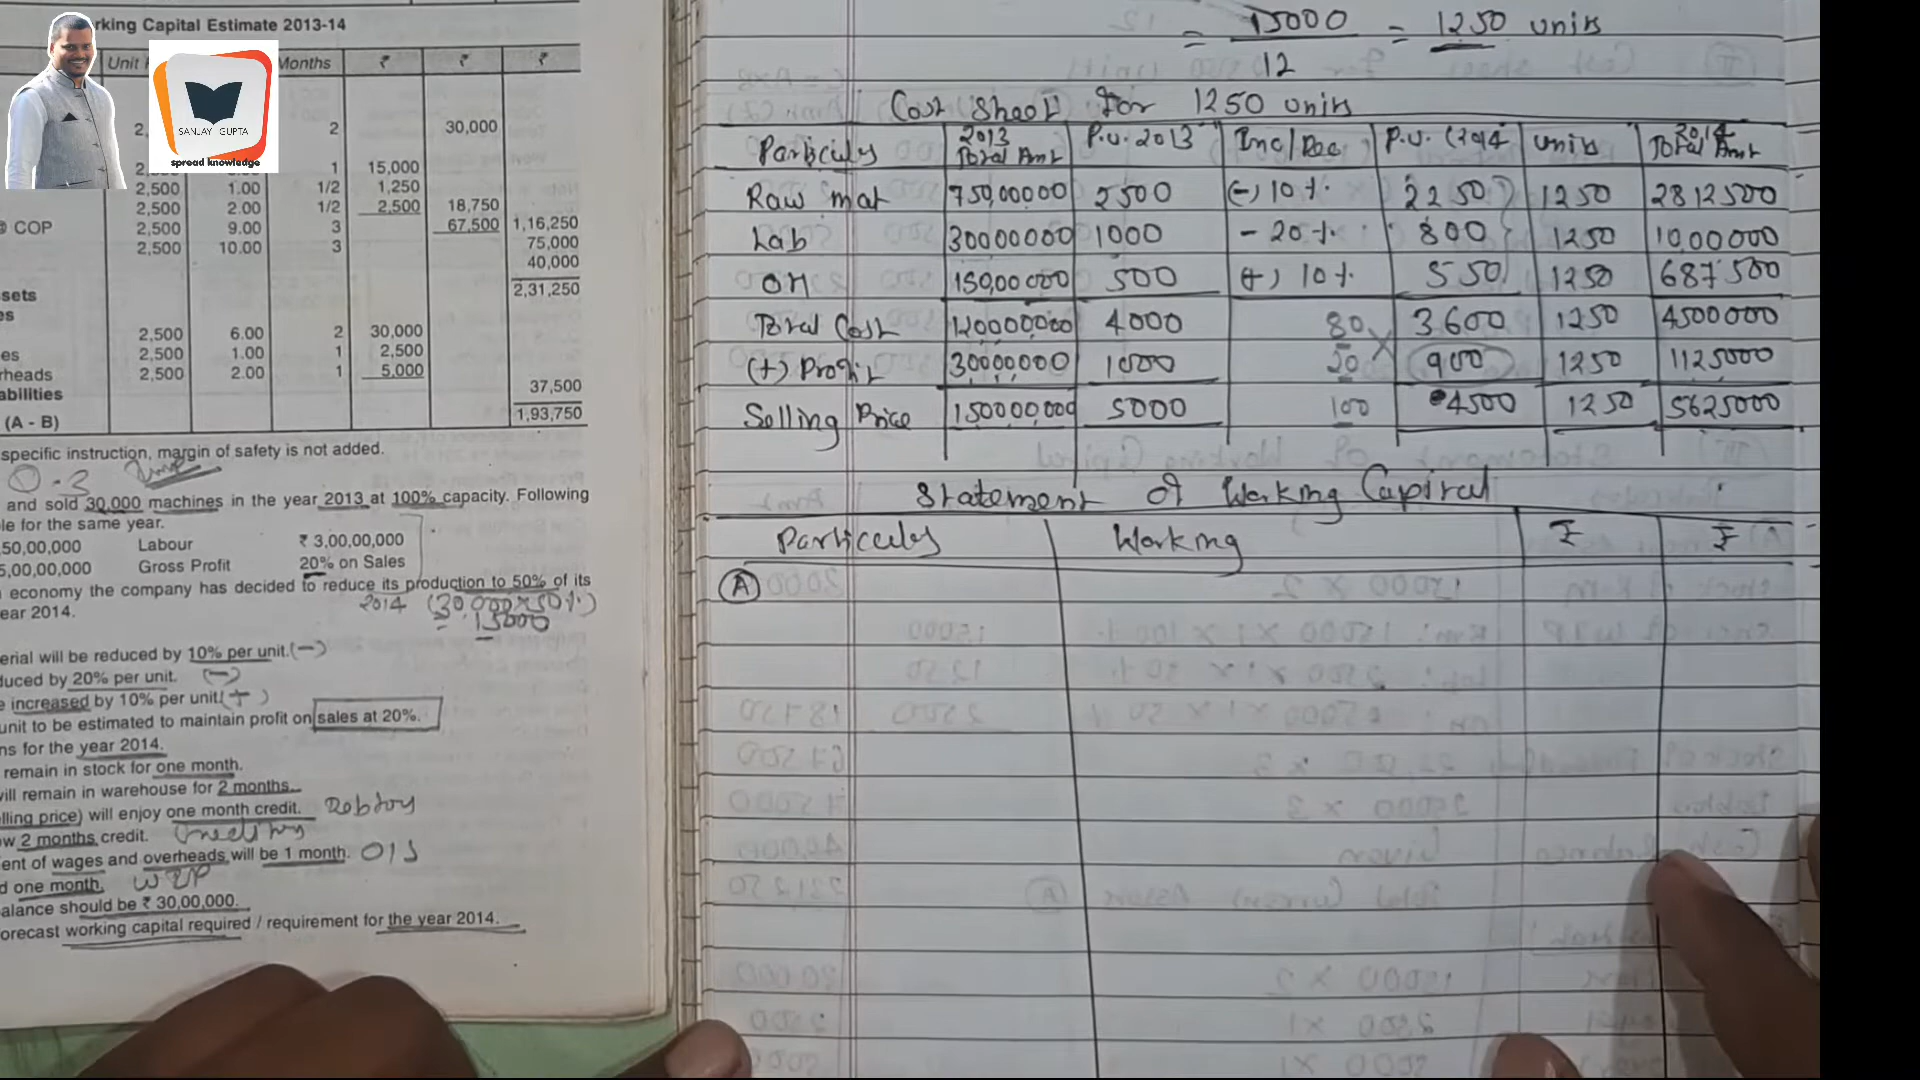 rking Capital Estimate 2013-14
Unit Months ₹ ₹ ₹
2, 2 30,000
2, 1 15,000
2,500 1.00 1/2 1,250
2,500 2.00 1/2 2,500 18,750
COP 2,500 9.00 3 67,500 1,16,250
2,500 10.00 3 75,000
40,000
sets 2,31,250
es
2,500 6.00 2 30,000
es 2,500 1.00 1 2,500
rheads 2,500 2.00 1 5,000
abilities 37,500
(A - B) 1,93,750
specific instruction, margin of safety is not added.
and sold 30,000 machines in the year 2013 at 100% capacity. Following
le for the same year.
50,00,000 Labour ₹ 3,00,00,000
5,00,00,000 Gross Profit 20% on Sales
economy the company has decided to reduce its production to 50% of its
ear 2014. 2014 (30,000×50%)
15000
erial will be reduced by 10% per unit. (-)
duced by 20% per unit. (-)
e increased by 10% per unit (+)
unit to be estimated to maintain profit on sales at 20%.
ns for the year 2014.
remain in stock for one month.
will remain in warehouse for 2 months.
lling price) will enjoy one month credit. Debtors
ow 2 months credit.
ent of wages and overheads will be 1 month. O/S
d one month. WIP
alance should be ₹ 30,00,000.
orecast working capital required / requirement for the year 2014.
SANJAY GUPTA
spread knowledge
= 15000 = 1250 units
12
Cost Sheet for 1250 units
Particulrs 2013 Total Amt P.U. 2013 Inc/Dec P.U. (2014 units 2014 Total Amt
Raw mat 750,00000 2500 (-) 10 % 2250 1250 2812500
Lab 30000000 1000 - 20 % 800 1250 10,00000
OH 150,00000 500 (+) 10 % 550 1250 687500
Total Cost 120000000 4000 80 3600 1250 4500000
(+) Profit 30000000 1000 20 900 1250 1125000
Selling Price 150000000 5000 100 4500 1250 5625000
Statement of Working Capital
Particulrs Working ₹ ₹
A